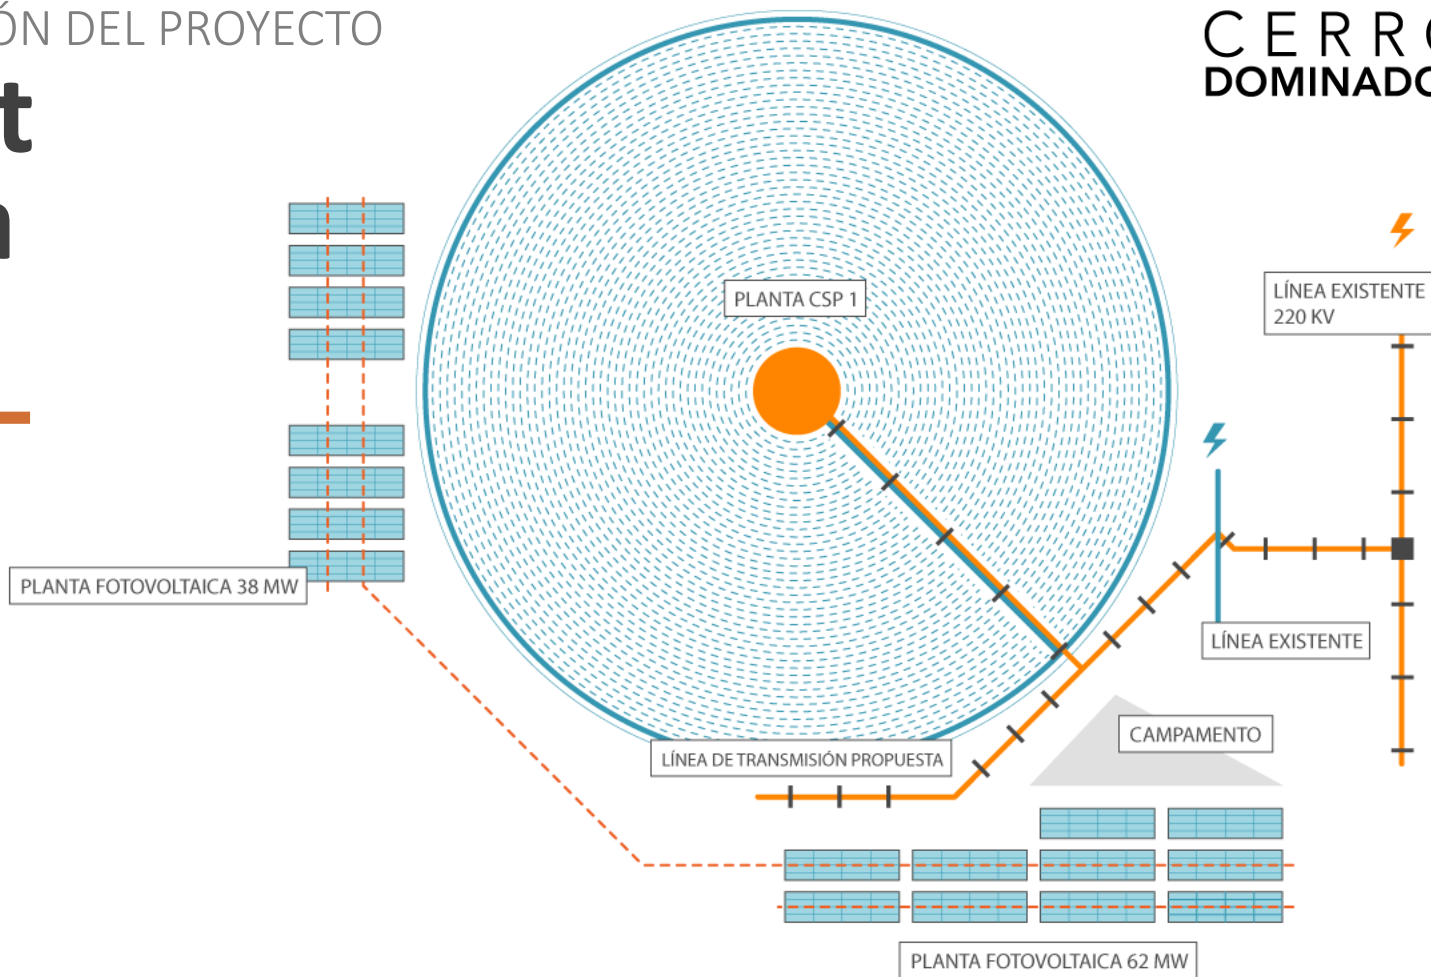 ÓN DEL PROYECTO
t
CERRO
DOMINADO
PLANTA CSP 1
LÍNEA EXISTENTE
220 KV
PLANTA FOTOVOLTAICA 38 MW
LÍNEA EXISTENTE
CAMPAMENTO
LÍNEA DE TRANSMISIÓN PROPUESTA
PLANTA FOTOVOLTAICA 62 MW